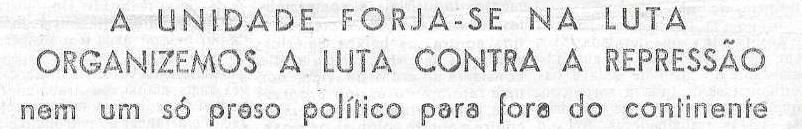 A UNIDADE FORJA-SE NA LUTA
ORGANIZEMOS A LUTA CONTRA A REPRESSÃO
nem um só preso político para fora do continente